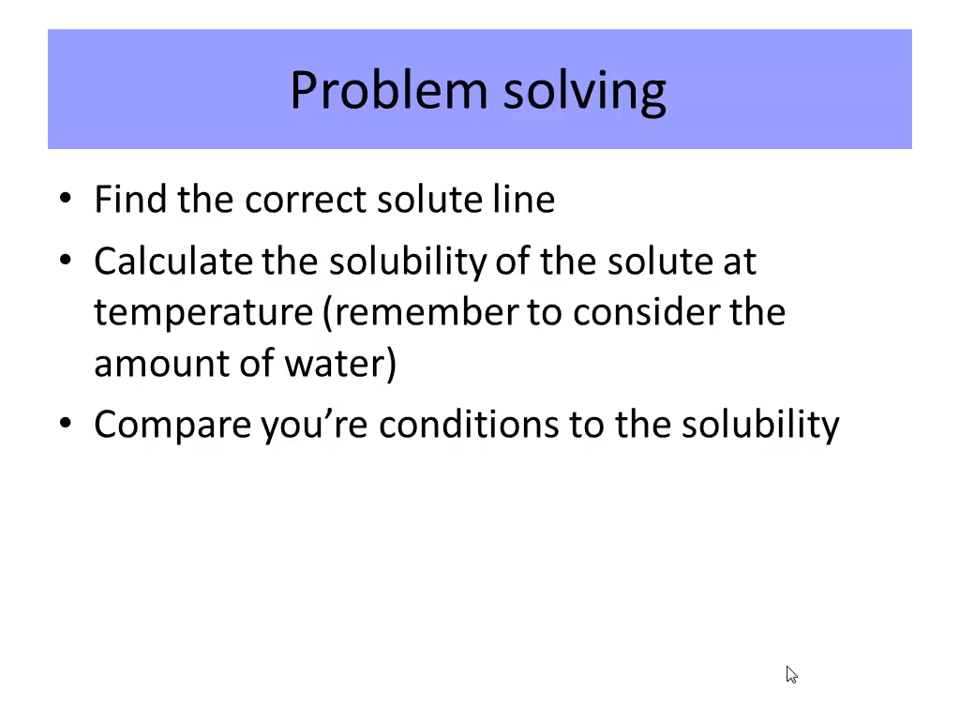 Problem solving
• Find the correct solute line
• Calculate the solubility of the solute at
temperature (remember to consider the
amount of water)
• Compare you’re conditions to the solubility